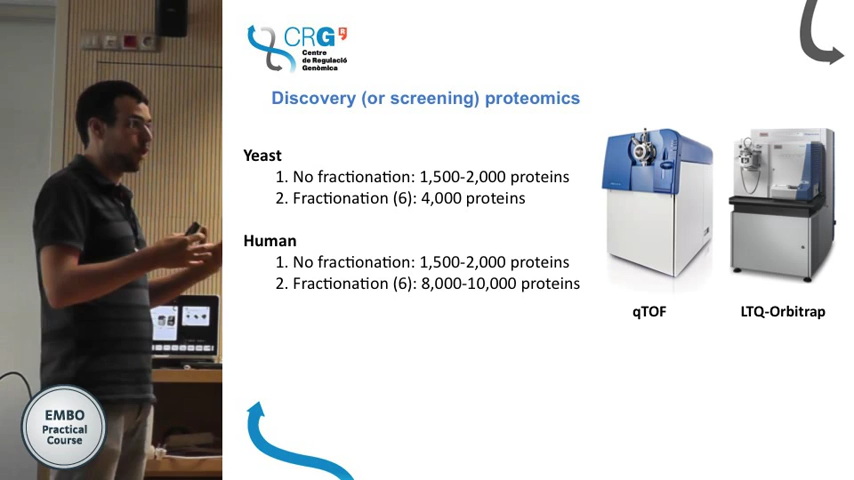 CRG
Centre
de Regulació
Genòmica
Discovery (or screening) proteomics
Yeast
1. No fractionation: 1,500-2,000 proteins
2. Fractionation (6): 4,000 proteins
Human
1. No fractionation: 1,500-2,000 proteins
2. Fractionation (6): 8,000-10,000 proteins
qTOF
LTQ-Orbitrap
EMBO
Practical
Course